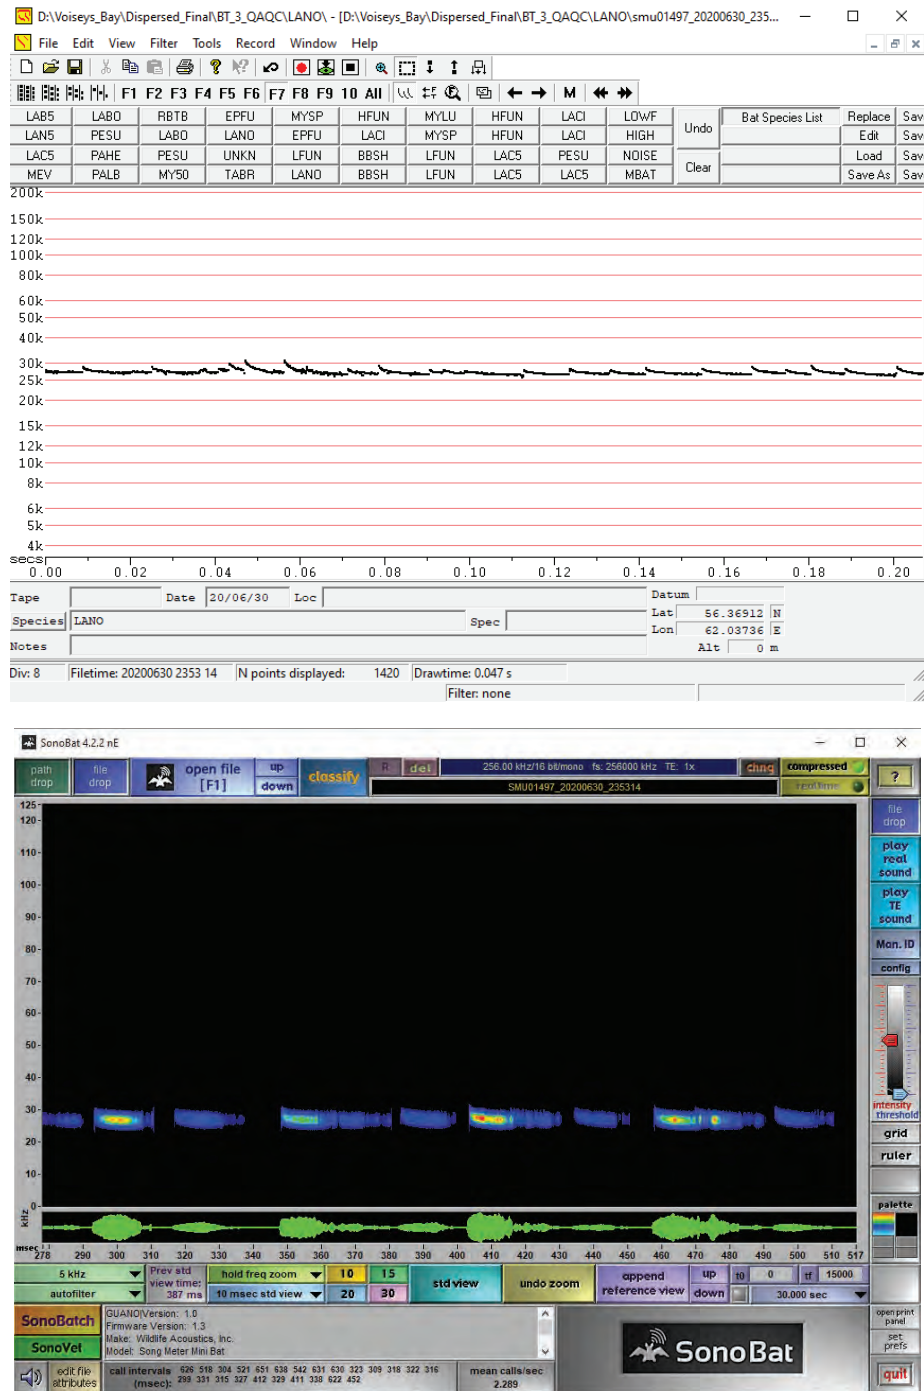 D:\Voiseys_Bay\Dispersed_Final\BT_3_QAQC\LANO\ - [D:\Voiseys_Bay\Dispersed_Final\BT_3_QAQC\LANO\smu01497_20200630_235...
File Edit View Filter Tools Record Window Help
F1 F2 F3 F4 F5 F6 F7 F8 F9 10 All M
LAB5 LABO RBTB EPFU MYSP HFUN MYLU HFUN LACI LOWF Undo Bat Species List Replace Sav
LAN5 PESU LABO LANO EPFU LACI MYSP HFUN LACI HIGH Edit Sav
LAC5 PAHE PESU UNKN LFUN BBSH LFUN LAC5 PESU NOISE Clear Load Sav
MEV PALB MY50 TABR LANO BBSH LFUN LAC5 LAC5 MBAT Save As Sav
200k
150k
120k
100k
80k
60k
50k
40k
30k
25k
20k
15k
12k
10k
8k
6k
5k
4k
secs
0.00 0.02 0.04 0.06 0.08 0.10 0.12 0.14 0.16 0.18 0.20
Tape Date 20/06/30 Loc Datum
Species LANO Spec Lat 56.36912 N
Lon 62.03736 E
Notes Alt 0 m
Div: 8 Filetime: 20200630 2353 14 N points displayed: 1420 Drawtime: 0.047 s
Filter: none
SonoBat 4.2.2 nE
path drop file drop open file [F1] up down classify R del 256.00 kHz/16 bit/mono fs: 256000 kHz TE: 1x chng compressed ?
SMU01497_20200630_235314 realtime
125
120
110
100
90
80
70
60
50
40
30
20
10
0
kHz
file drop
play real sound
play TE sound
Man. ID
config
intensity
threshold
grid
ruler
palette
msec
278 290 300 310 320 330 340 350 360 370 380 390 400 410 420 430 440 450 460 470 480 490 500 510 517
5 kHz Prev std view time: 387 ms hold freq zoom 10 15 std view undo zoom append reference view up t0 0 tf 15000
autofilter 10 msec std view 20 30 down 30.000 sec
SonoBatch
SonoVet
GUANO|Version: 1.0
Firmware Version: 1.3
Make: Wildlife Acoustics, Inc.
Model: Song Meter Mini Bat
SonoBat
open print panel
set prefs
edit file attributes
call intervals (msec): 626 518 304 521 651 638 542 631 630 323 309 318 322 316
299 331 315 327 412 329 411 338 622 452
mean calls/sec
2.289
quit